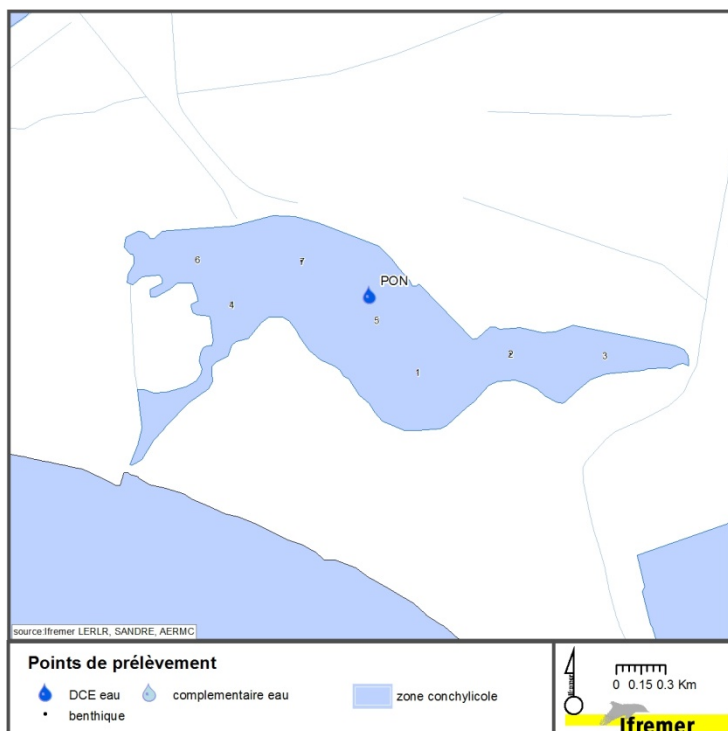 PON
6
7
4
5
1
2
3
source:Ifremer LERLR, SANDRE, AERMC
Points de prélèvement
DCE eau
complementaire eau
zone conchylicole
benthique
0 0.15 0.3 Km
Ifremer